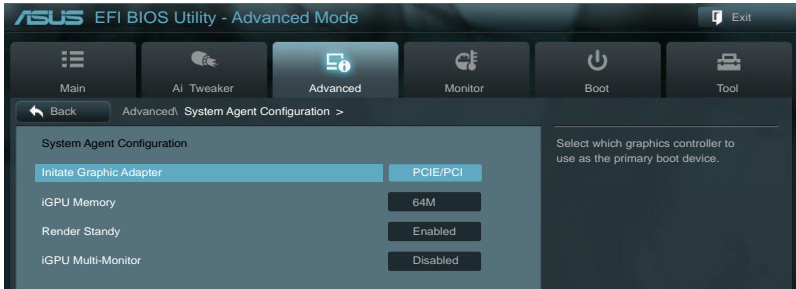 ASUS EFI BIOS Utility - Advanced Mode
Exit
Main
Ai Tweaker
Advanced
Monitor
Boot
Tool
Back
Advanced\ System Agent Configuration >
System Agent Configuration
Select which graphics controller to
use as the primary boot device.
Initate Graphic Adapter PCIE/PCI
iGPU Memory 64M
Render Standy Enabled
iGPU Multi-Monitor Disabled